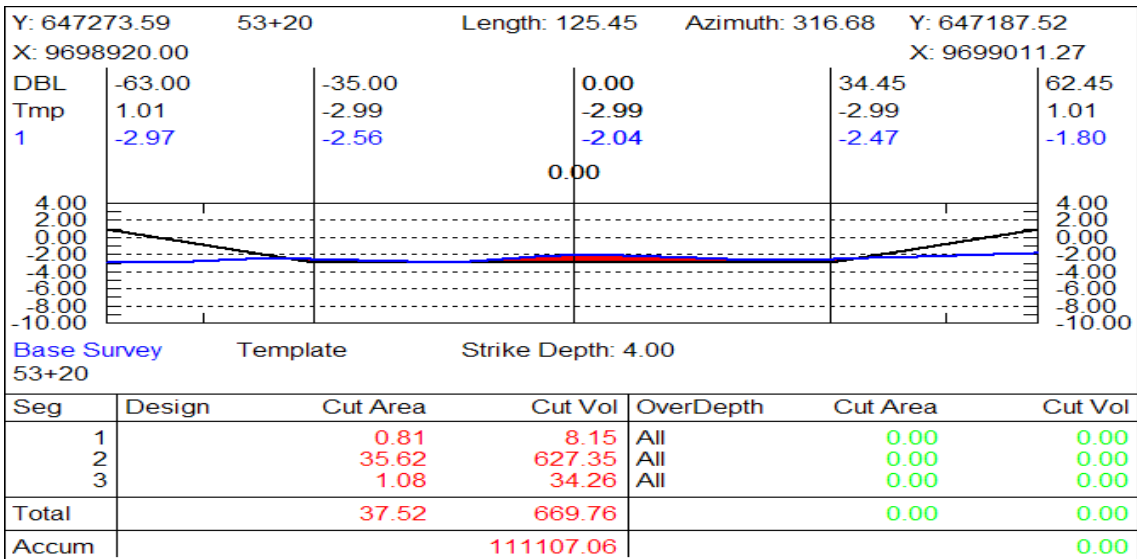 Y: 647273.59 53+20 Length: 125.45 Azimuth: 316.68 Y: 647187.52
X: 9698920.00 X: 9699011.27
DBL -63.00 -35.00 0.00 34.45 62.45
Tmp 1.01 -2.99 -2.99 -2.99 1.01
1 -2.97 -2.56 -2.04 -2.47 -1.80
0.00
4.00 4.00
2.00 2.00
0.00 0.00
-2.00 -2.00
-4.00 -4.00
-6.00 -6.00
-8.00 -8.00
-10.00 -10.00
Base Survey Template Strike Depth: 4.00
53+20
Seg Design Cut Area Cut Vol OverDepth Cut Area Cut Vol
1 0.81 8.15 All 0.00 0.00
2 35.62 627.35 All 0.00 0.00
3 1.08 34.26 All 0.00 0.00
Total 37.52 669.76 0.00 0.00
Accum 111107.06 0.00